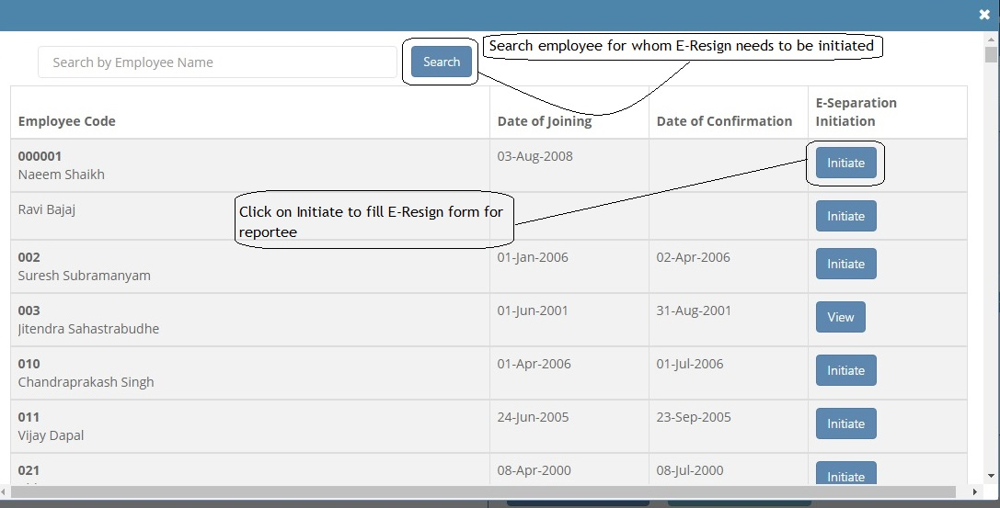 Search by Employee Name
Search
Search employee for whom E-Resign needs to be initiated
Employee Code
Date of Joining
Date of Confirmation
E-Separation
Initiation
000001
Naeem Shaikh
03-Aug-2008
Initiate
Ravi Bajaj
Initiate
Click on Initiate to fill E-Resign form for
reportee
002
Suresh Subramanyam
01-Jan-2006
02-Apr-2006
Initiate
003
Jitendra Sahastrabudhe
01-Jun-2001
31-Aug-2001
View
010
Chandraprakash Singh
01-Apr-2006
01-Jul-2006
Initiate
011
Vijay Dapal
24-Jun-2005
23-Sep-2005
Initiate
021
08-Apr-2000
08-Jul-2000
Initiate